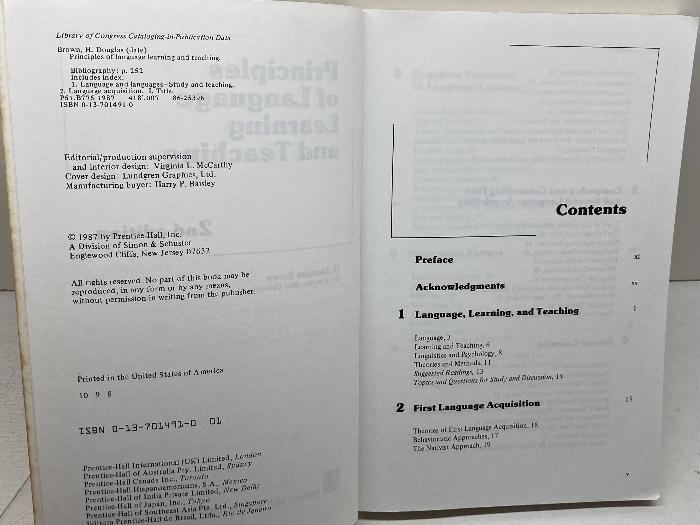 Library of Congress Cataloging-in-Publication Data
Brown, H. Douglas (date)
Principles of language learning and teaching.
Bibliography: p. 252
Includes index.
1. Language and languages—Study and teaching.
2. Language acquisition. I. Title.
P51.B775 1987 418'.007 86-25396
ISBN 0-13-701491-0
Editorial/production supervision
and interior design: Virginia L. McCarthy
Cover design: Lundgren Graphics, Ltd.
Manufacturing buyer: Harry P. Baisley
© 1987 by Prentice-Hall, Inc.
A Division of Simon & Schuster
Englewood Cliffs, New Jersey 07632
All rights reserved. No part of this book may be
reproduced, in any form or by any means,
without permission in writing from the publisher.
Printed in the United States of America
10 9 8
ISBN 0-13-701491-0 01
Prentice-Hall International (UK) Limited, London
Prentice-Hall of Australia Pty. Limited, Sydney
Prentice-Hall Canada Inc., Toronto
Prentice-Hall Hispanoamericana, S.A., Mexico
Prentice-Hall of India Private Limited, New Delhi
Prentice-Hall of Japan, Inc., Tokyo
Prentice-Hall of Southeast Asia Pte. Ltd., Singapore
Editora Prentice-Hall do Brasil, Ltda., Rio de Janeiro
Contents
Preface xi
Acknowledgments xv
1 Language, Learning, and Teaching 1
Language, 3
Learning and Teaching, 6
Linguistics and Psychology, 8
Theories and Methods, 11
Suggested Readings, 13
Topics and Questions for Study and Discussion, 14
2 First Language Acquisition 15
Theories of First Language Acquisition, 16
Behavioristic Approaches, 17
The Nativist Approach, 19
v